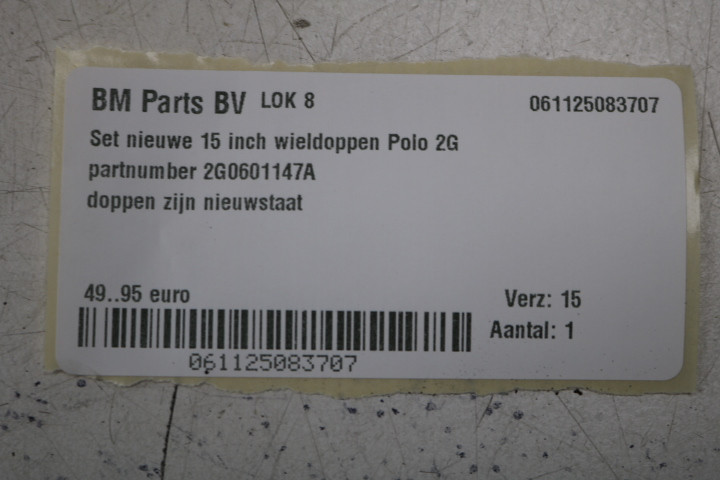 BM Parts BV LOK 8 061125083707
Set nieuwe 15 inch wieldoppen Polo 2G
partnumber 2G0601147A
doppen zijn nieuwstaat
49..95 euro Verz: 15
Aantal: 1
061125083707